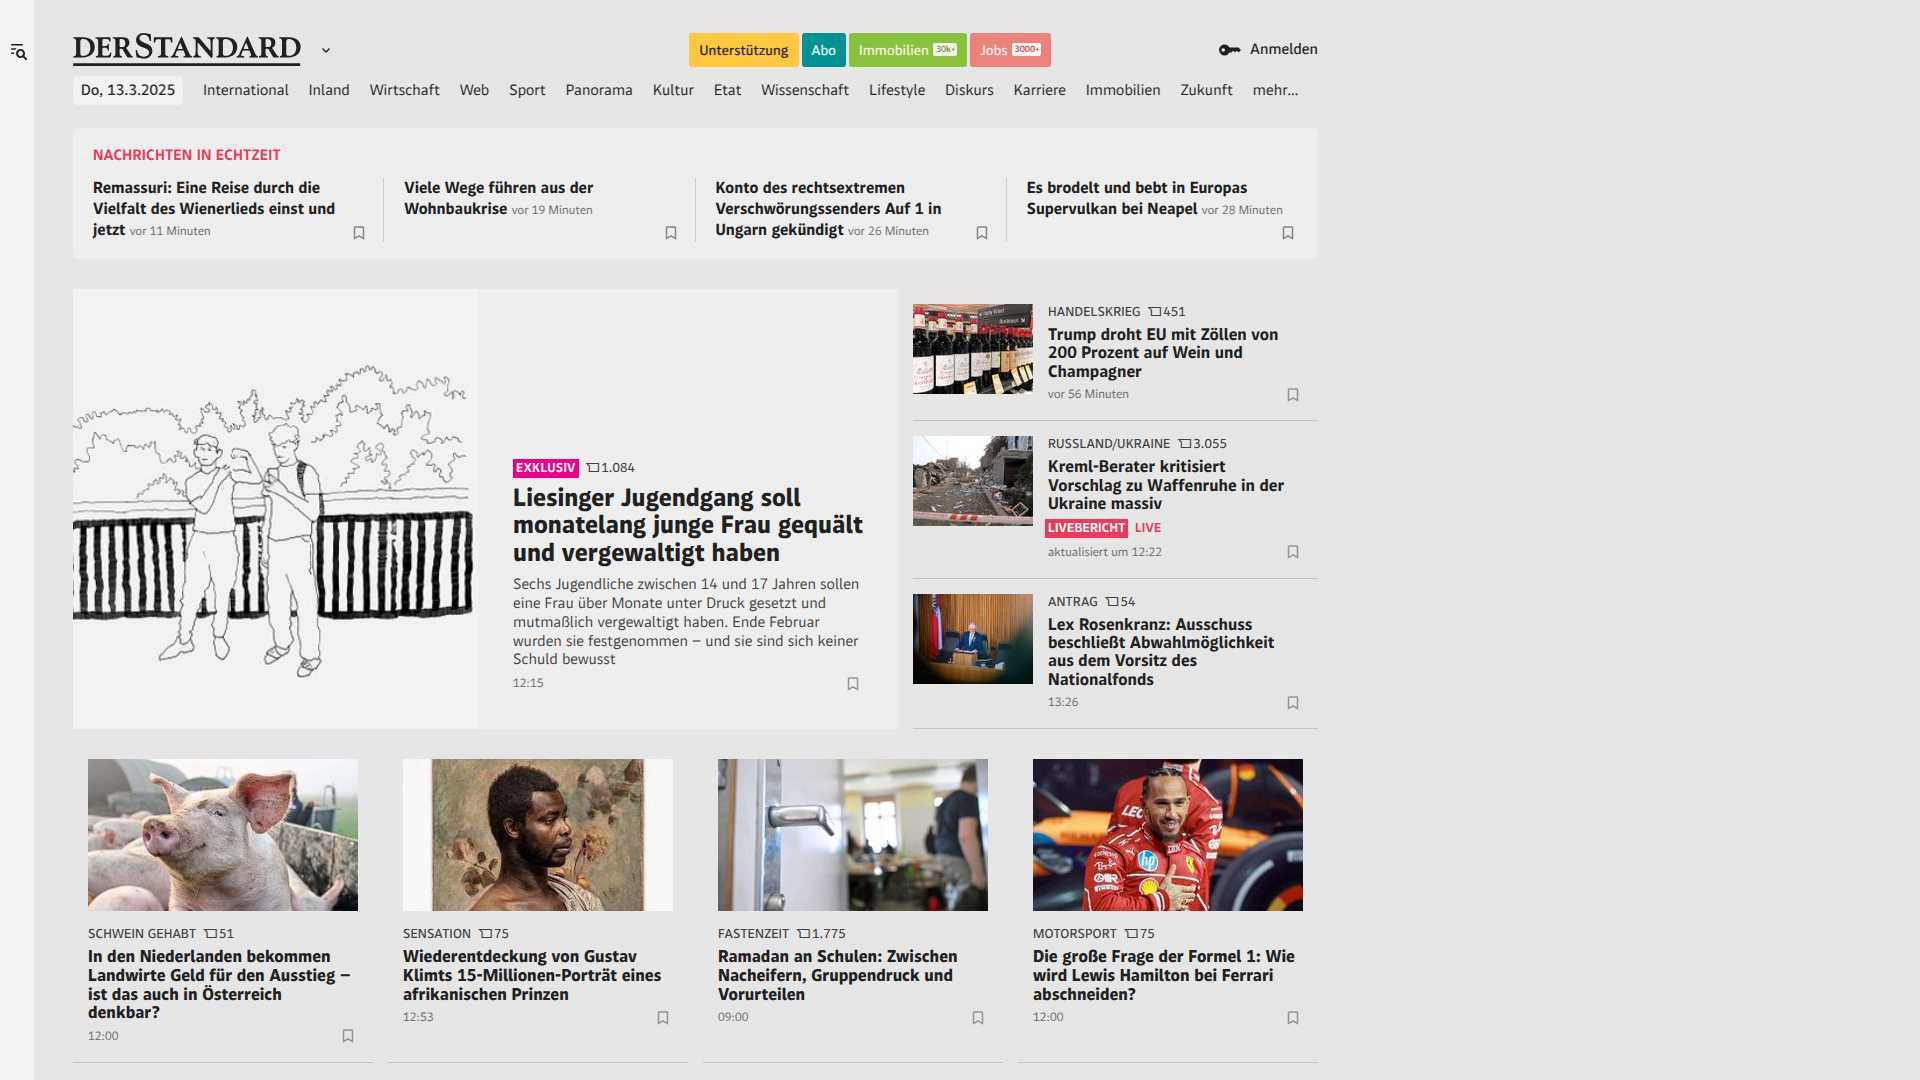 DERSTANDARD
Unterstützung Abo Immobilien 30k+ Jobs 3000+
Anmelden
Do, 13.3.2025 International Inland Wirtschaft Web Sport Panorama Kultur Etat Wissenschaft Lifestyle Diskurs Karriere Immobilien Zukunft mehr...
NACHRICHTEN IN ECHTZEIT
Remassuri: Eine Reise durch die
Vielfalt des Wienerlieds einst und
jetzt vor 11 Minuten
Viele Wege führen aus der
Wohnbaukrise vor 19 Minuten
Konto des rechtsextremen
Verschwörungssenders Auf 1 in
Ungarn gekündigt vor 26 Minuten
Es brodelt und bebt in Europas
Supervulkan bei Neapel vor 28 Minuten
EXKLUSIV 1.084
Liesinger Jugendgang soll
monatelang junge Frau gequält
und vergewaltigt haben
Sechs Jugendliche zwischen 14 und 17 Jahren sollen
eine Frau über Monate unter Druck gesetzt und
mutmaßlich vergewaltigt haben. Ende Februar
wurden sie festgenommen – und sie sind sich keiner
Schuld bewusst
12:15
HANDELSKRIEG 451
Trump droht EU mit Zöllen von
200 Prozent auf Wein und
Champagner
vor 56 Minuten
RUSSLAND/UKRAINE 3.055
Kreml-Berater kritisiert
Vorschlag zu Waffenruhe in der
Ukraine massiv
LIVEBERICHT LIVE
aktualisiert um 12:22
ANTRAG 54
Lex Rosenkranz: Ausschuss
beschließt Abwahlmöglichkeit
aus dem Vorsitz des
Nationalfonds
13:26
SCHWEIN GEHABT 51
In den Niederlanden bekommen
Landwirte Geld für den Ausstieg –
ist das auch in Österreich
denkbar?
12:00
SENSATION 75
Wiederentdeckung von Gustav
Klimts 15-Millionen-Porträt eines
afrikanischen Prinzen
12:53
FASTENZEIT 1.775
Ramadan an Schulen: Zwischen
Nacheifern, Gruppendruck und
Vorurteilen
09:00
hp
MOTORSPORT 75
Die große Frage der Formel 1: Wie
wird Lewis Hamilton bei Ferrari
abschneiden?
12:00